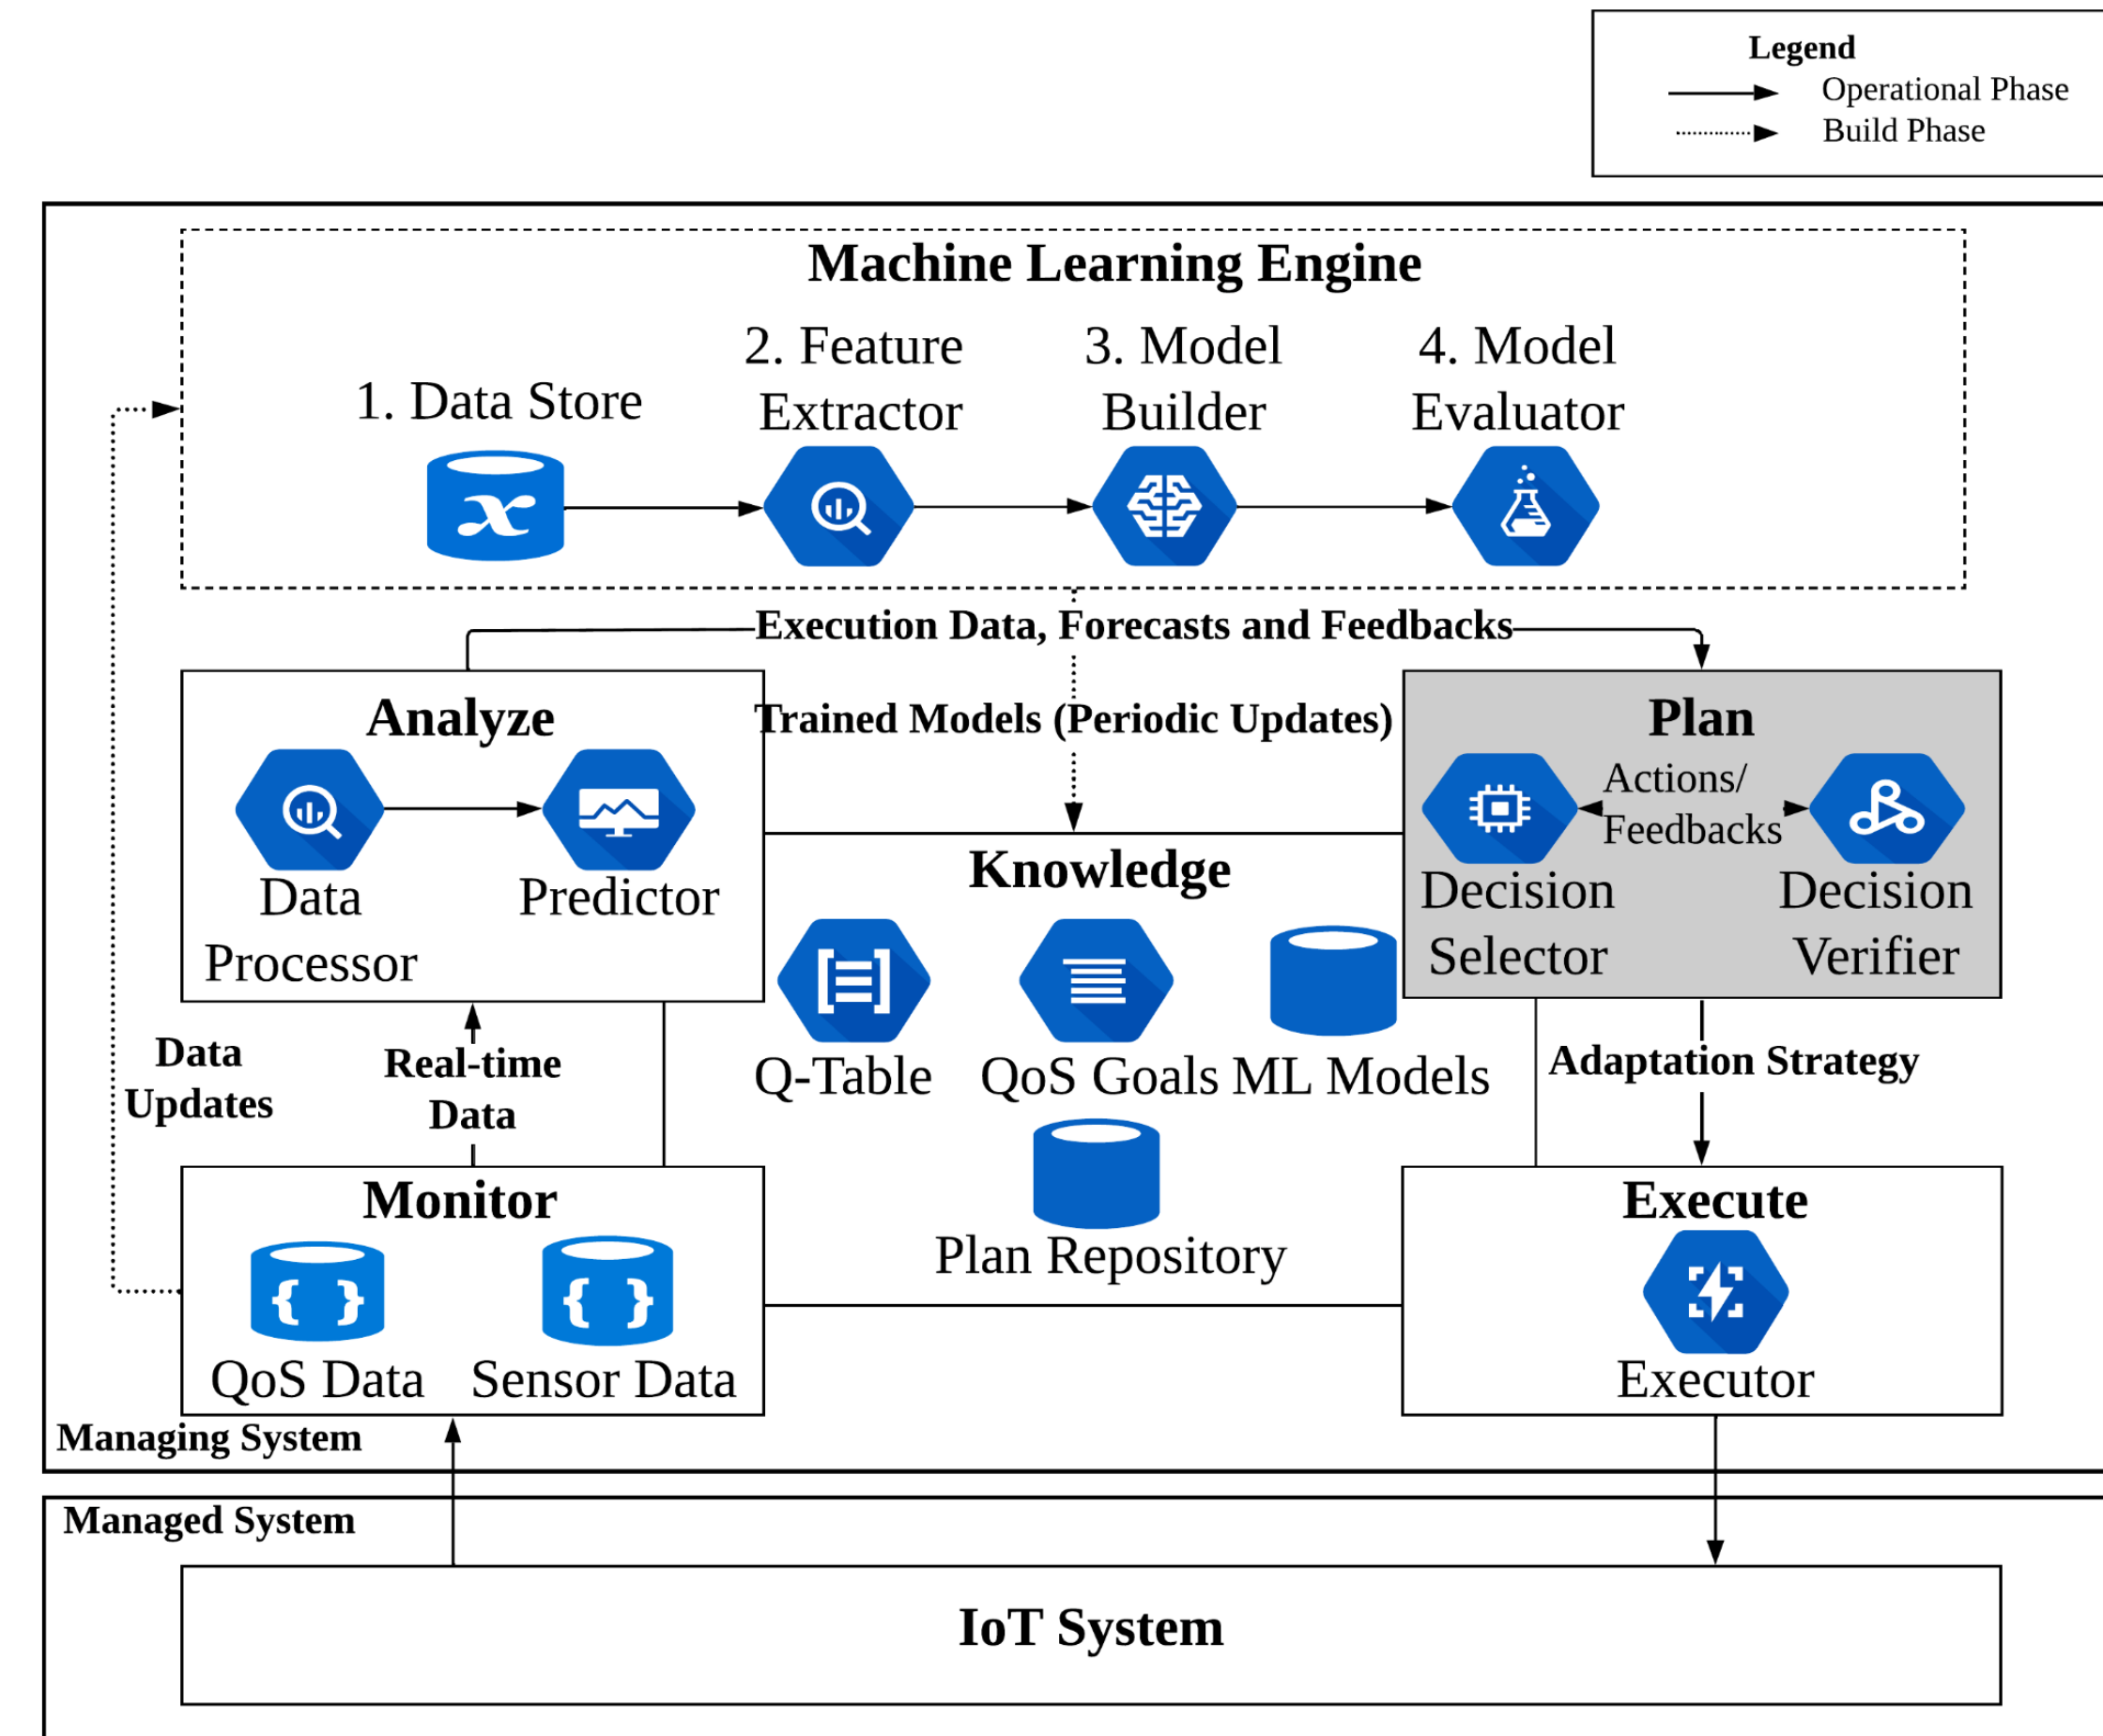 Legend
Operational Phase
Build Phase
Machine Learning Engine
1. Data Store
2. Feature
Extractor
3. Model
Builder
4. Model
Evaluator
Execution Data, Forecasts and Feedbacks
Trained Models (Periodic Updates)
Analyze
Data
Processor
Predictor
Plan
Actions/
Feedbacks
Decision
Selector
Decision
Verifier
Knowledge
Q-Table
QoS Goals
ML Models
Plan Repository
Data
Updates
Real-time
Data
Adaptation Strategy
Monitor
QoS Data
Sensor Data
Execute
Executor
Managing System
Managed System
IoT System